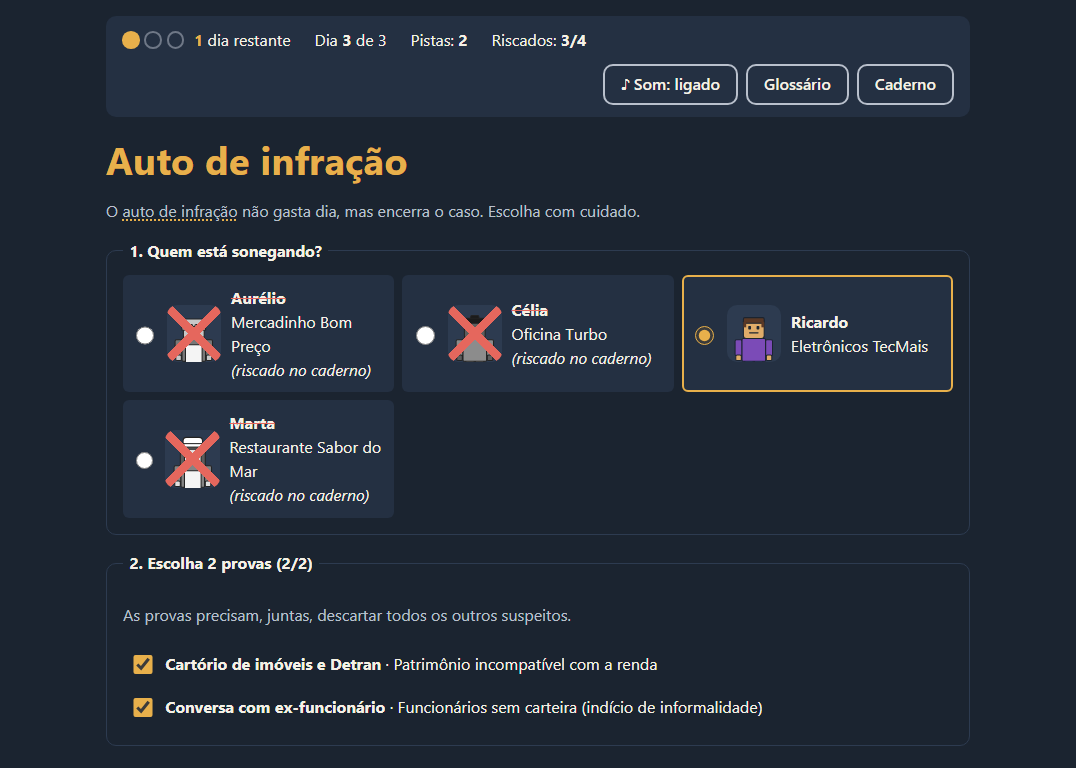 1 dia restante Dia 3 de 3 Pistas: 2 Riscados: 3/4
♪ Som: ligado Glossário Caderno
Auto de infração
O auto de infração não gasta dia, mas encerra o caso. Escolha com cuidado.
1. Quem está sonegando?
Aurélio
Mercadinho Bom
Preço
(riscado no caderno)
Célia
Oficina Turbo
(riscado no caderno)
Ricardo
Eletrônicos TecMais
Marta
Restaurante Sabor do
Mar
(riscado no caderno)
2. Escolha 2 provas (2/2)
As provas precisam, juntas, descartar todos os outros suspeitos.
Cartório de imóveis e Detran · Patrimônio incompatível com a renda
Conversa com ex-funcionário · Funcionários sem carteira (indício de informalidade)